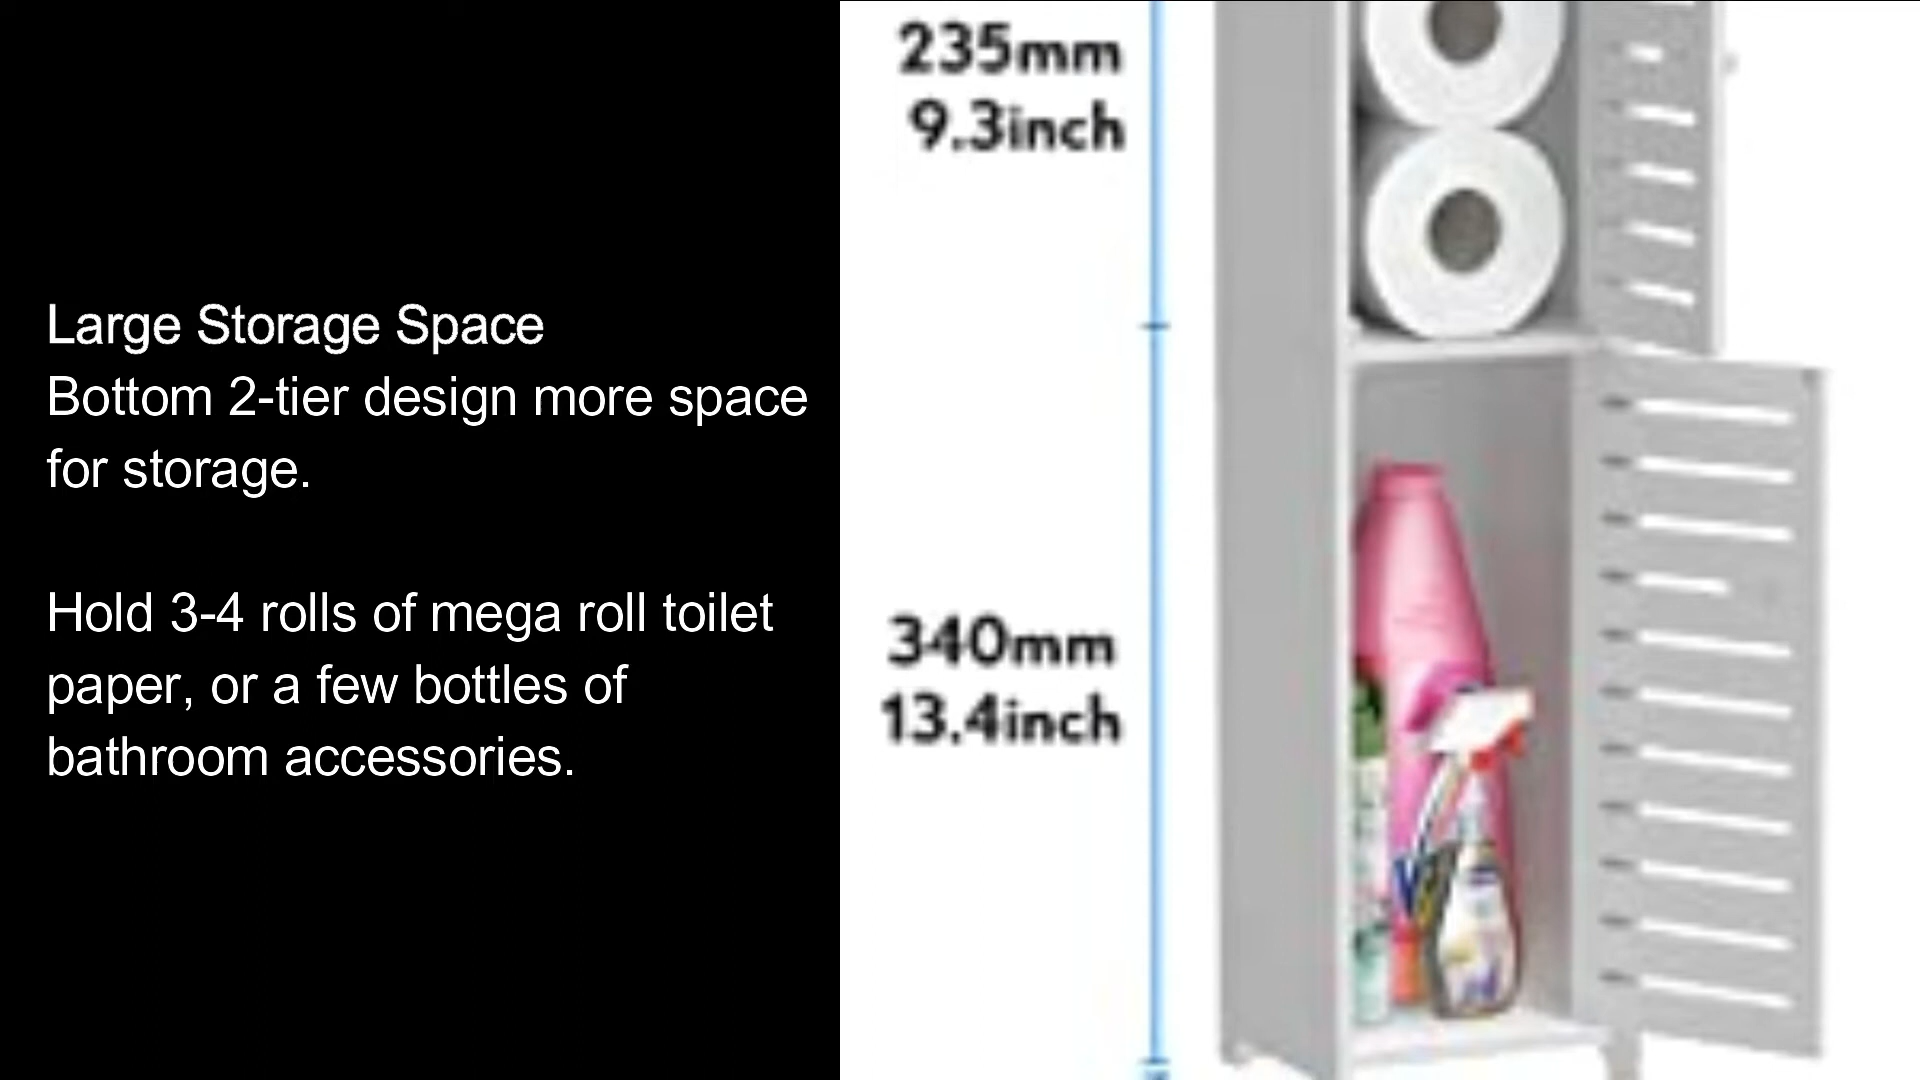 Large Storage Space
Bottom 2-tier design more space
for storage.
Hold 3-4 rolls of mega roll toilet
paper, or a few bottles of
bathroom accessories.
235mm
9.3inch
340mm
13.4inch